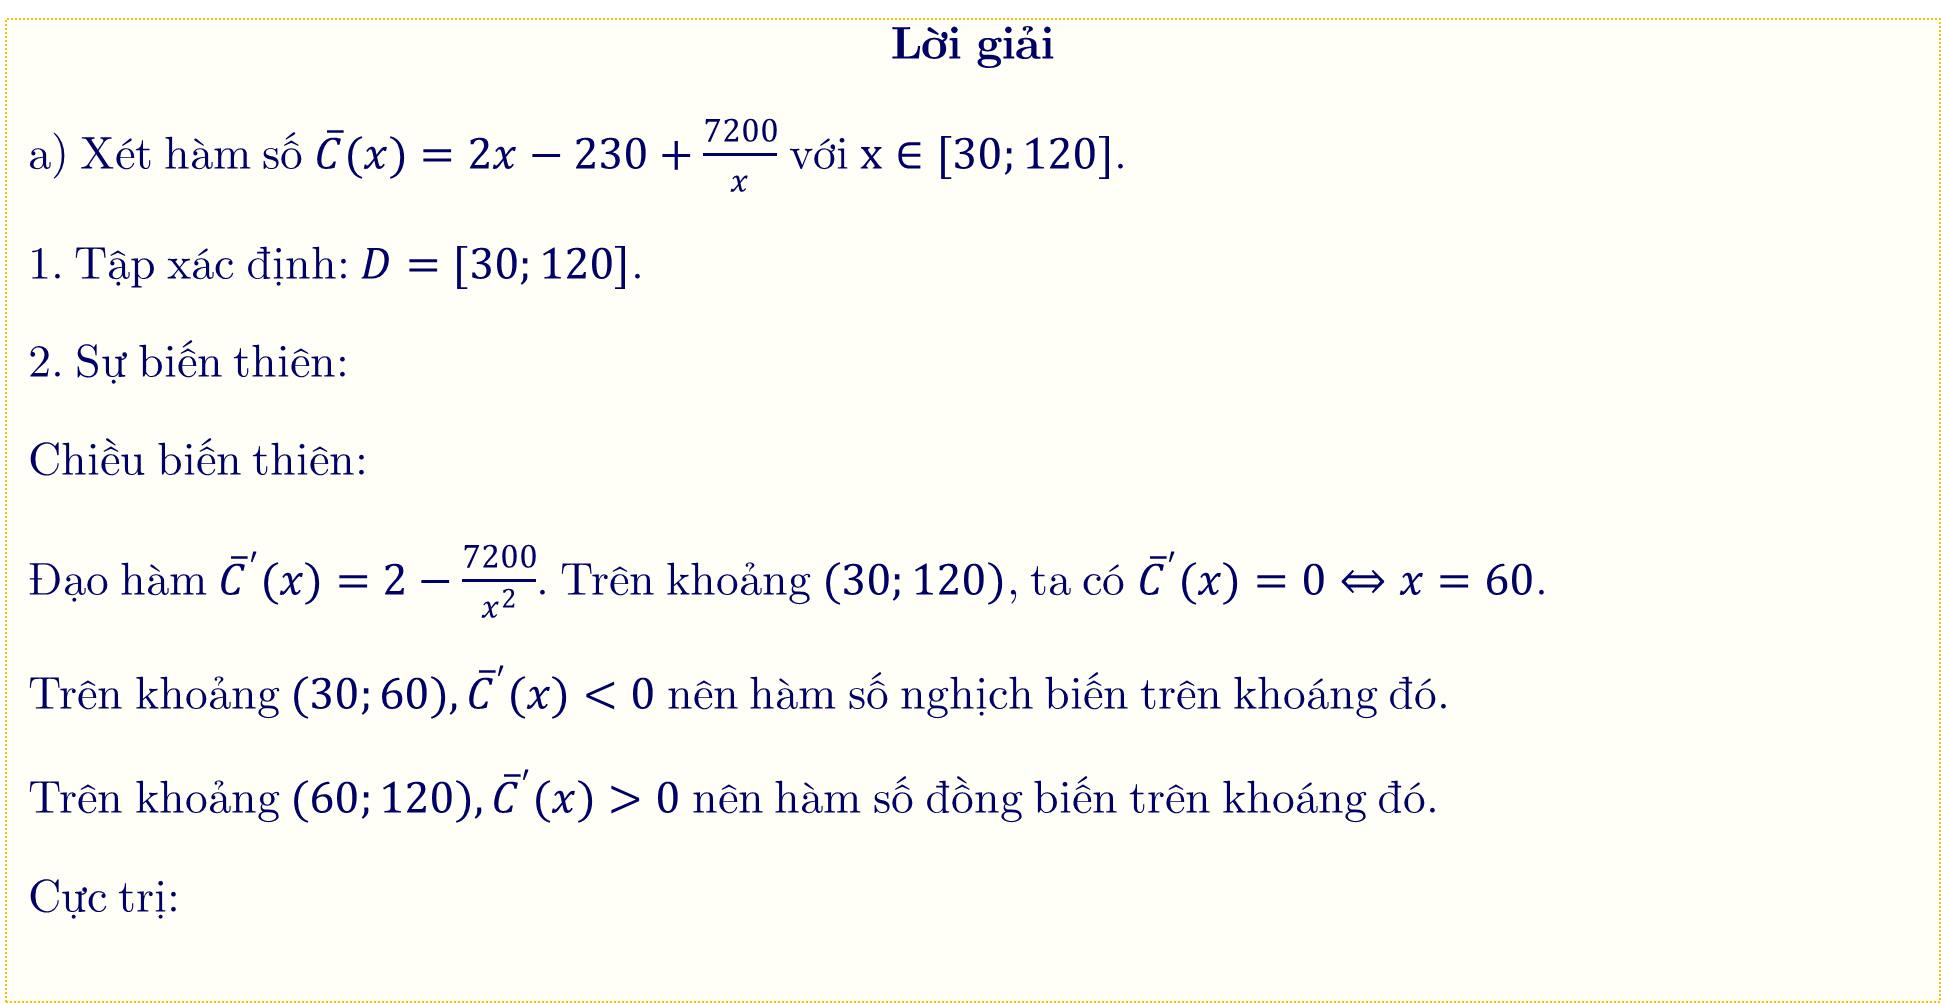 Lời giải
a) Xét hàm số C̄(x) = 2x − 230 + 7200/x với x ∈ [30; 120].
1. Tập xác định: D = [30; 120].
2. Sự biến thiên:
Chiều biến thiên:
Đạo hàm C̄′(x) = 2 − 7200/x². Trên khoảng (30; 120), ta có C̄′(x) = 0 ⇔ x = 60.
Trên khoảng (30; 60), C̄′(x) < 0 nên hàm số nghịch biến trên khoáng đó.
Trên khoảng (60; 120), C̄′(x) > 0 nên hàm số đồng biến trên khoáng đó.
Cực trị: